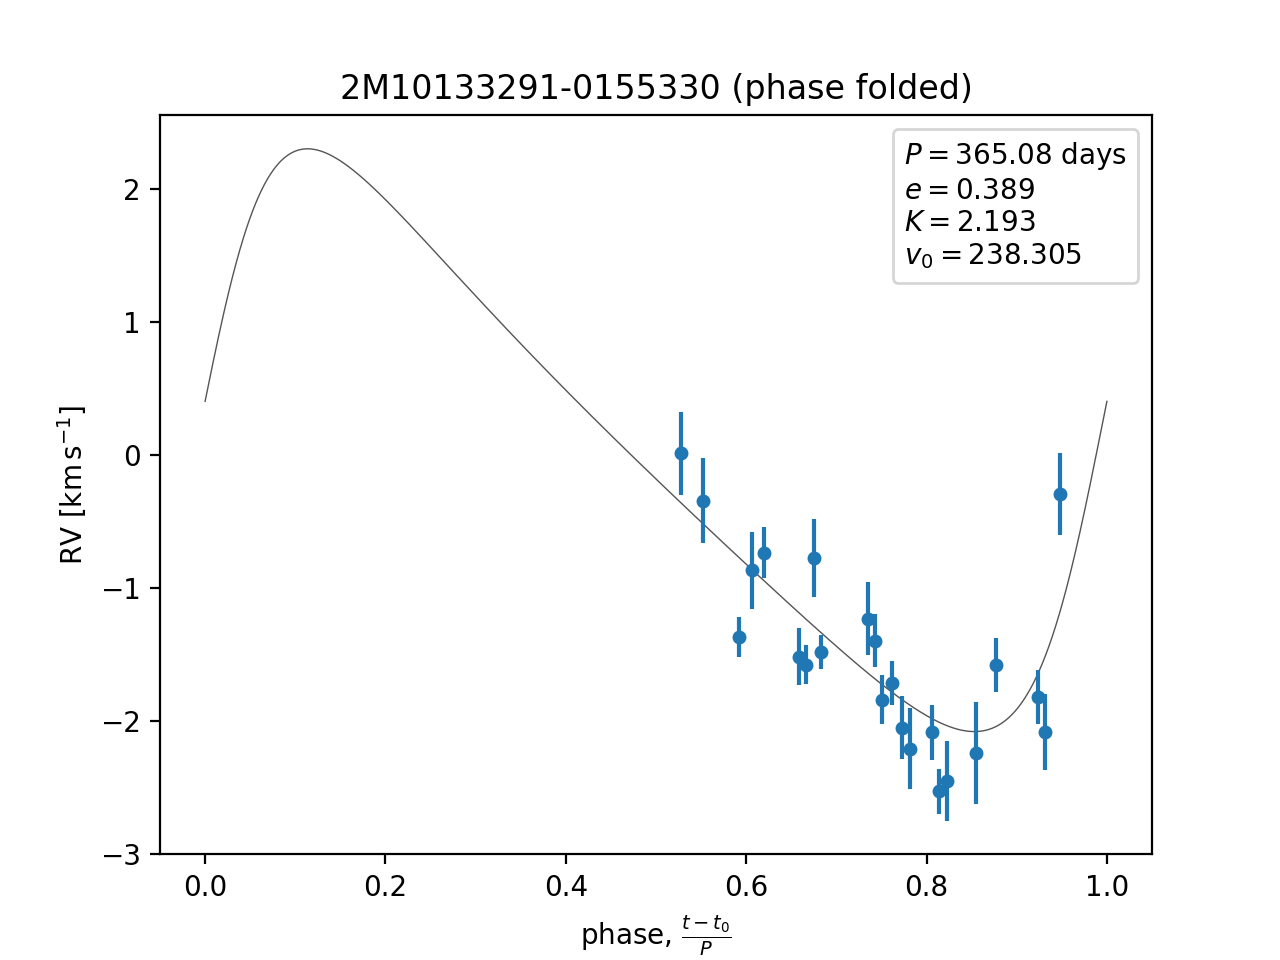 2M10133291-0155330 (phase folded)
P = 365.08 days
e = 0.389
K = 2.193
v₀ = 238.305
RV [km s⁻¹]
2
1
0
−1
−2
−3
0.0 0.2 0.4 0.6 0.8 1.0
phase, (t − t₀)/P